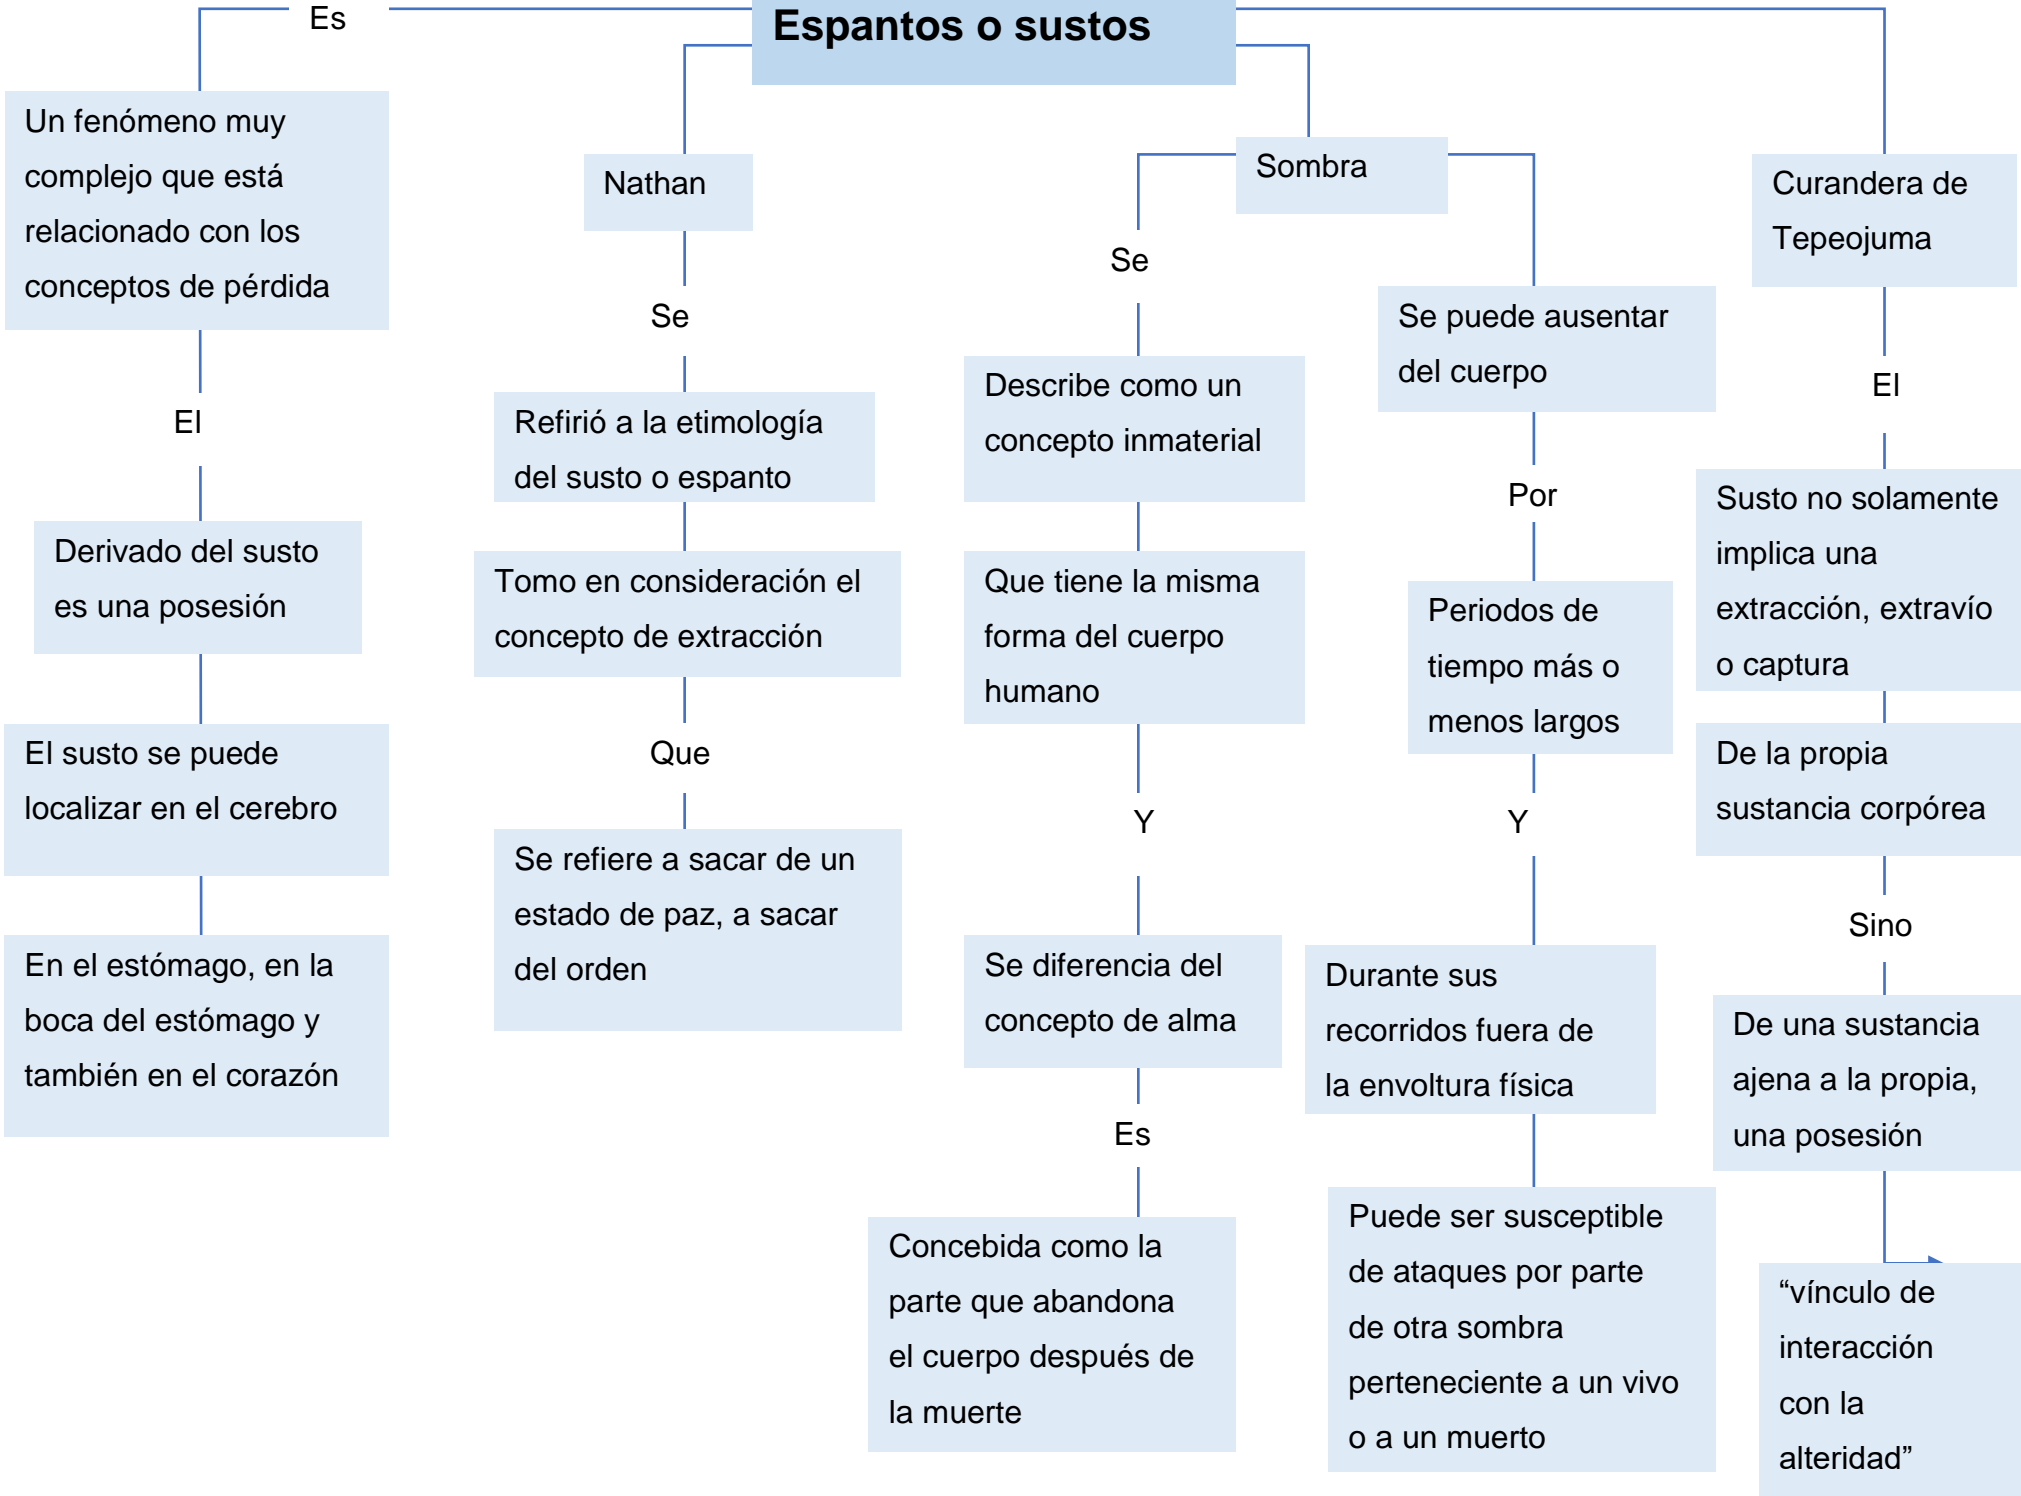 Espantos o sustos
Es
Un fenómeno muy
complejo que está
relacionado con los
conceptos de pérdida
El
Derivado del susto
es una posesión
El susto se puede
localizar en el cerebro
En el estómago, en la
boca del estómago y
también en el corazón
Nathan
Se
Refirió a la etimología
del susto o espanto
Tomo en consideración el
concepto de extracción
Que
Se refiere a sacar de un
estado de paz, a sacar
del orden
Sombra
Se
Describe como un
concepto inmaterial
Que tiene la misma
forma del cuerpo
humano
Y
Se diferencia del
concepto de alma
Es
Concebida como la
parte que abandona
el cuerpo después de
la muerte
Se puede ausentar
del cuerpo
Por
Periodos de
tiempo más o
menos largos
Y
Durante sus
recorridos fuera de
la envoltura física
Puede ser susceptible
de ataques por parte
de otra sombra
perteneciente a un vivo
o a un muerto
Curandera de
Tepeojuma
El
Susto no solamente
implica una
extracción, extravío
o captura
De la propia
sustancia corpórea
Sino
De una sustancia
ajena a la propia,
una posesión
“vínculo de
interacción
con la
alteridad”